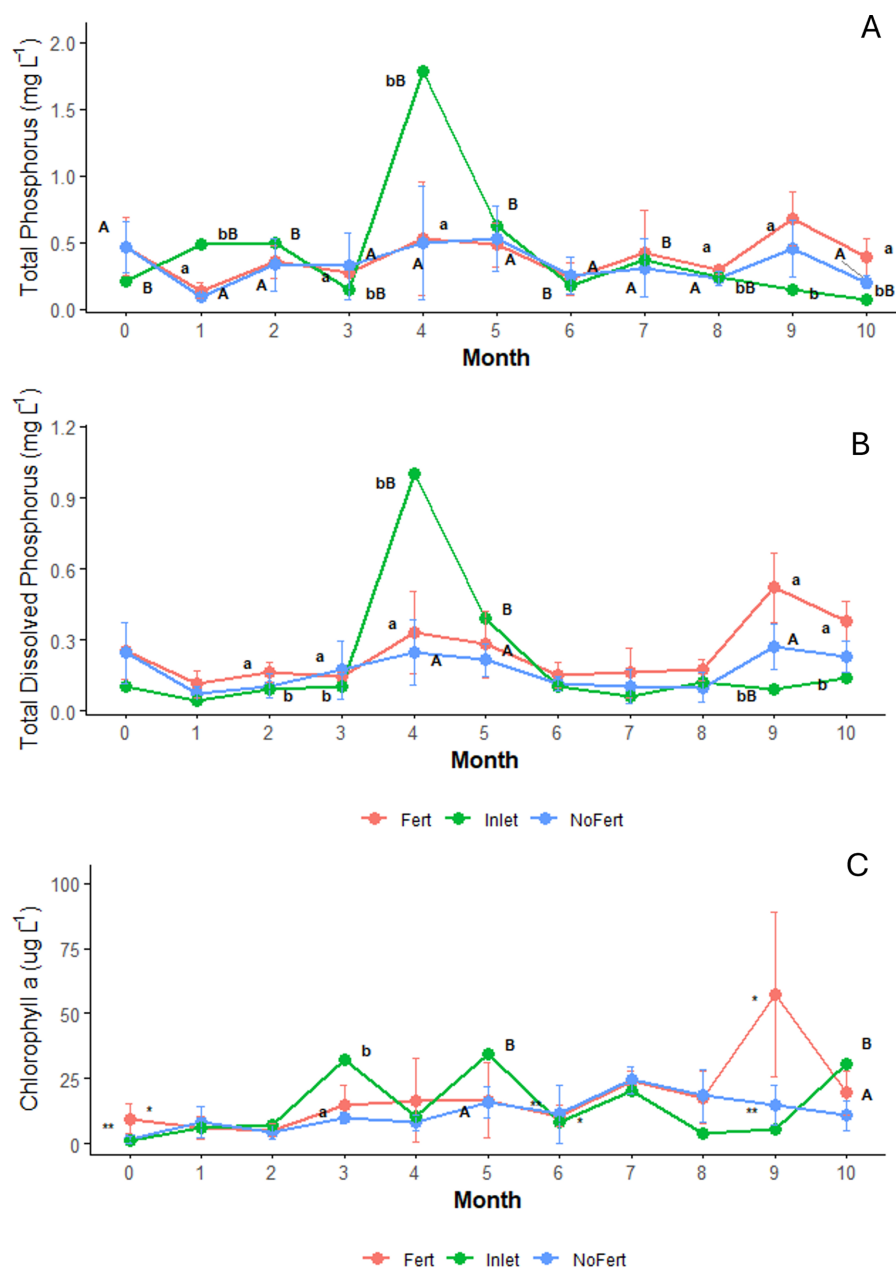 A
Total Phosphorus (mg L⁻¹)
2.0
1.5
1.0
0.5
0.0
A
B
a
bB
A
B
A
a
A
bB
bB
a
A
B
A
B
A
B
A
a
A
bB
a
b
A
a
bB
0 1 2 3 4 5 6 7 8 9 10
Month
B
Total Dissolved Phosphorus (mg L⁻¹)
1.2
0.9
0.6
0.3
0.0
a
b
a
b
bB
a
A
B
A
a
A
bB
a
b
0 1 2 3 4 5 6 7 8 9 10
Month
Fert Inlet NoFert
C
Chlorophyll a (ug L⁻¹)
100
75
50
25
0
**
*
b
a
B
A
**
*
*
**
B
A
0 1 2 3 4 5 6 7 8 9 10
Month
Fert Inlet NoFert